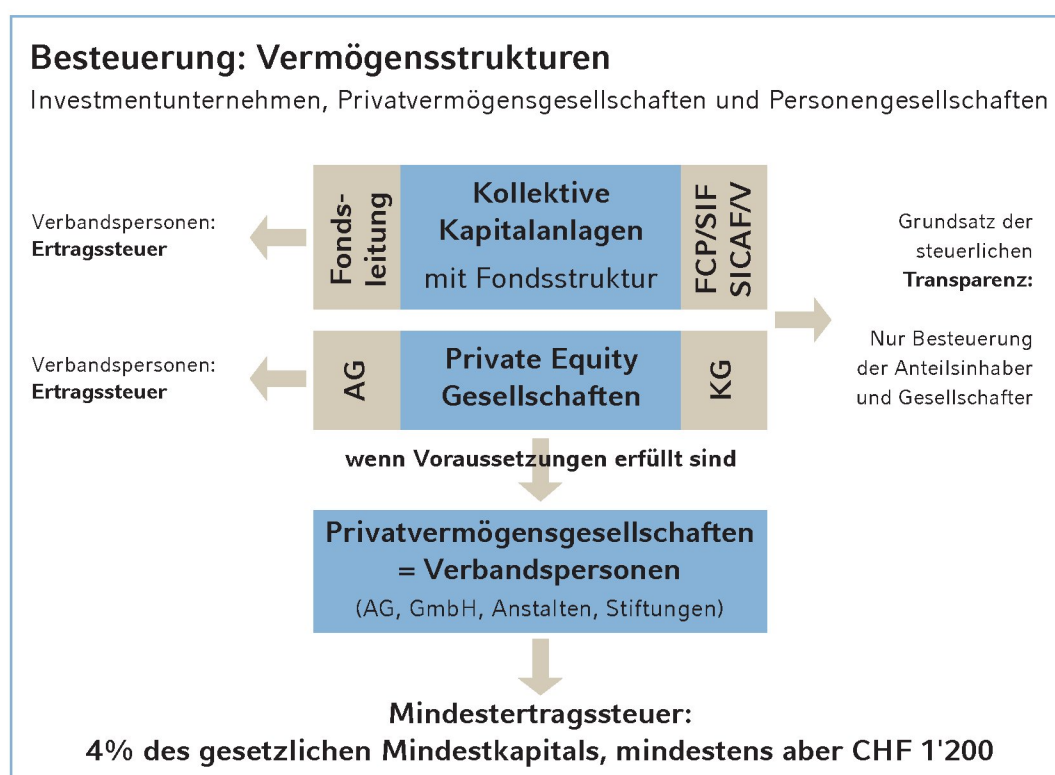 Besteuerung: Vermögensstrukturen
Investmentunternehmen, Privatvermögensgesellschaften und Personengesellschaften
Verbandspersonen:
Ertragssteuer
Fonds-
leitung
Kollektive
Kapitalanlagen
mit Fondsstruktur
FCP/SIF
SICAF/V
Grundsatz der
steuerlichen
Transparenz:
Verbandspersonen:
Ertragssteuer
AG
Private Equity
Gesellschaften
KG
Nur Besteuerung
der Anteilsinhaber
und Gesellschafter
wenn Voraussetzungen erfüllt sind
Privatvermögensgesellschaften
= Verbandspersonen
(AG, GmbH, Anstalten, Stiftungen)
Mindestertragssteuer:
4% des gesetzlichen Mindestkapitals, mindestens aber CHF 1'200